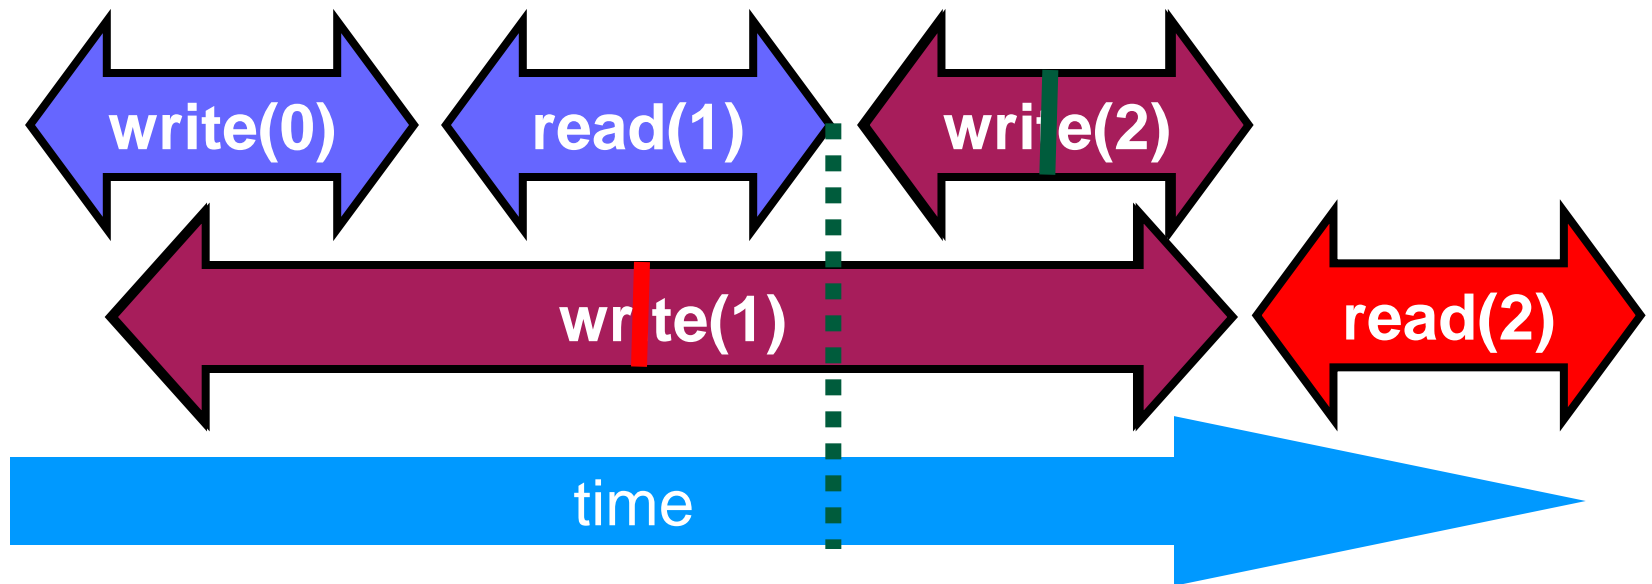 write(0) read(1) write(2)
write(1) read(2)
time